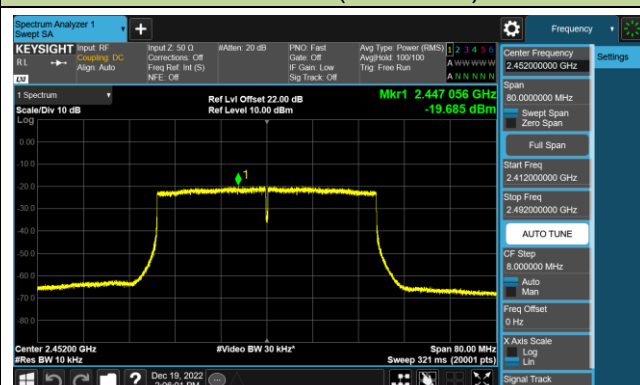 Spectrum Analyzer 1
Swept SA
+
Frequency
KEYSIGHT
RL
LXI
Input: RF
Coupling: DC
Align: Auto
Input Z: 50 Ω
Corrections: Off
Freq Ref: Int (S)
NFE: Off
#Atten: 20 dB
PNO: Fast
Gate: Off
IF Gain: Low
Sig Track: Off
Avg Type: Power (RMS)
Avg|Hold: 100/100
Trig: Free Run
1 2 3 4 5 6
A W W W W W
A N N N N N
1 Spectrum
Scale/Div 10 dB
Log
Ref Lvl Offset 22.00 dB
Ref Level 10.00 dBm
Mkr1 2.447 056 GHz
-19.685 dBm
1
0.00
-10.0
-20.0
-30.0
-40.0
-50.0
-60.0
-70.0
-80.0
Center 2.45200 GHz
#Res BW 10 kHz
#Video BW 30 kHz*
Span 80.00 MHz
Sweep 321 ms (20001 pts)
Dec 19, 2022
Center Frequency
2.452000000 GHz
Settings
Span
80.0000000 MHz
Swept Span
Zero Span
Full Span
Start Freq
2.412000000 GHz
Stop Freq
2.492000000 GHz
AUTO TUNE
CF Step
8.000000 MHz
Auto
Man
Freq Offset
0 Hz
X Axis Scale
Log
Lin
Signal Track